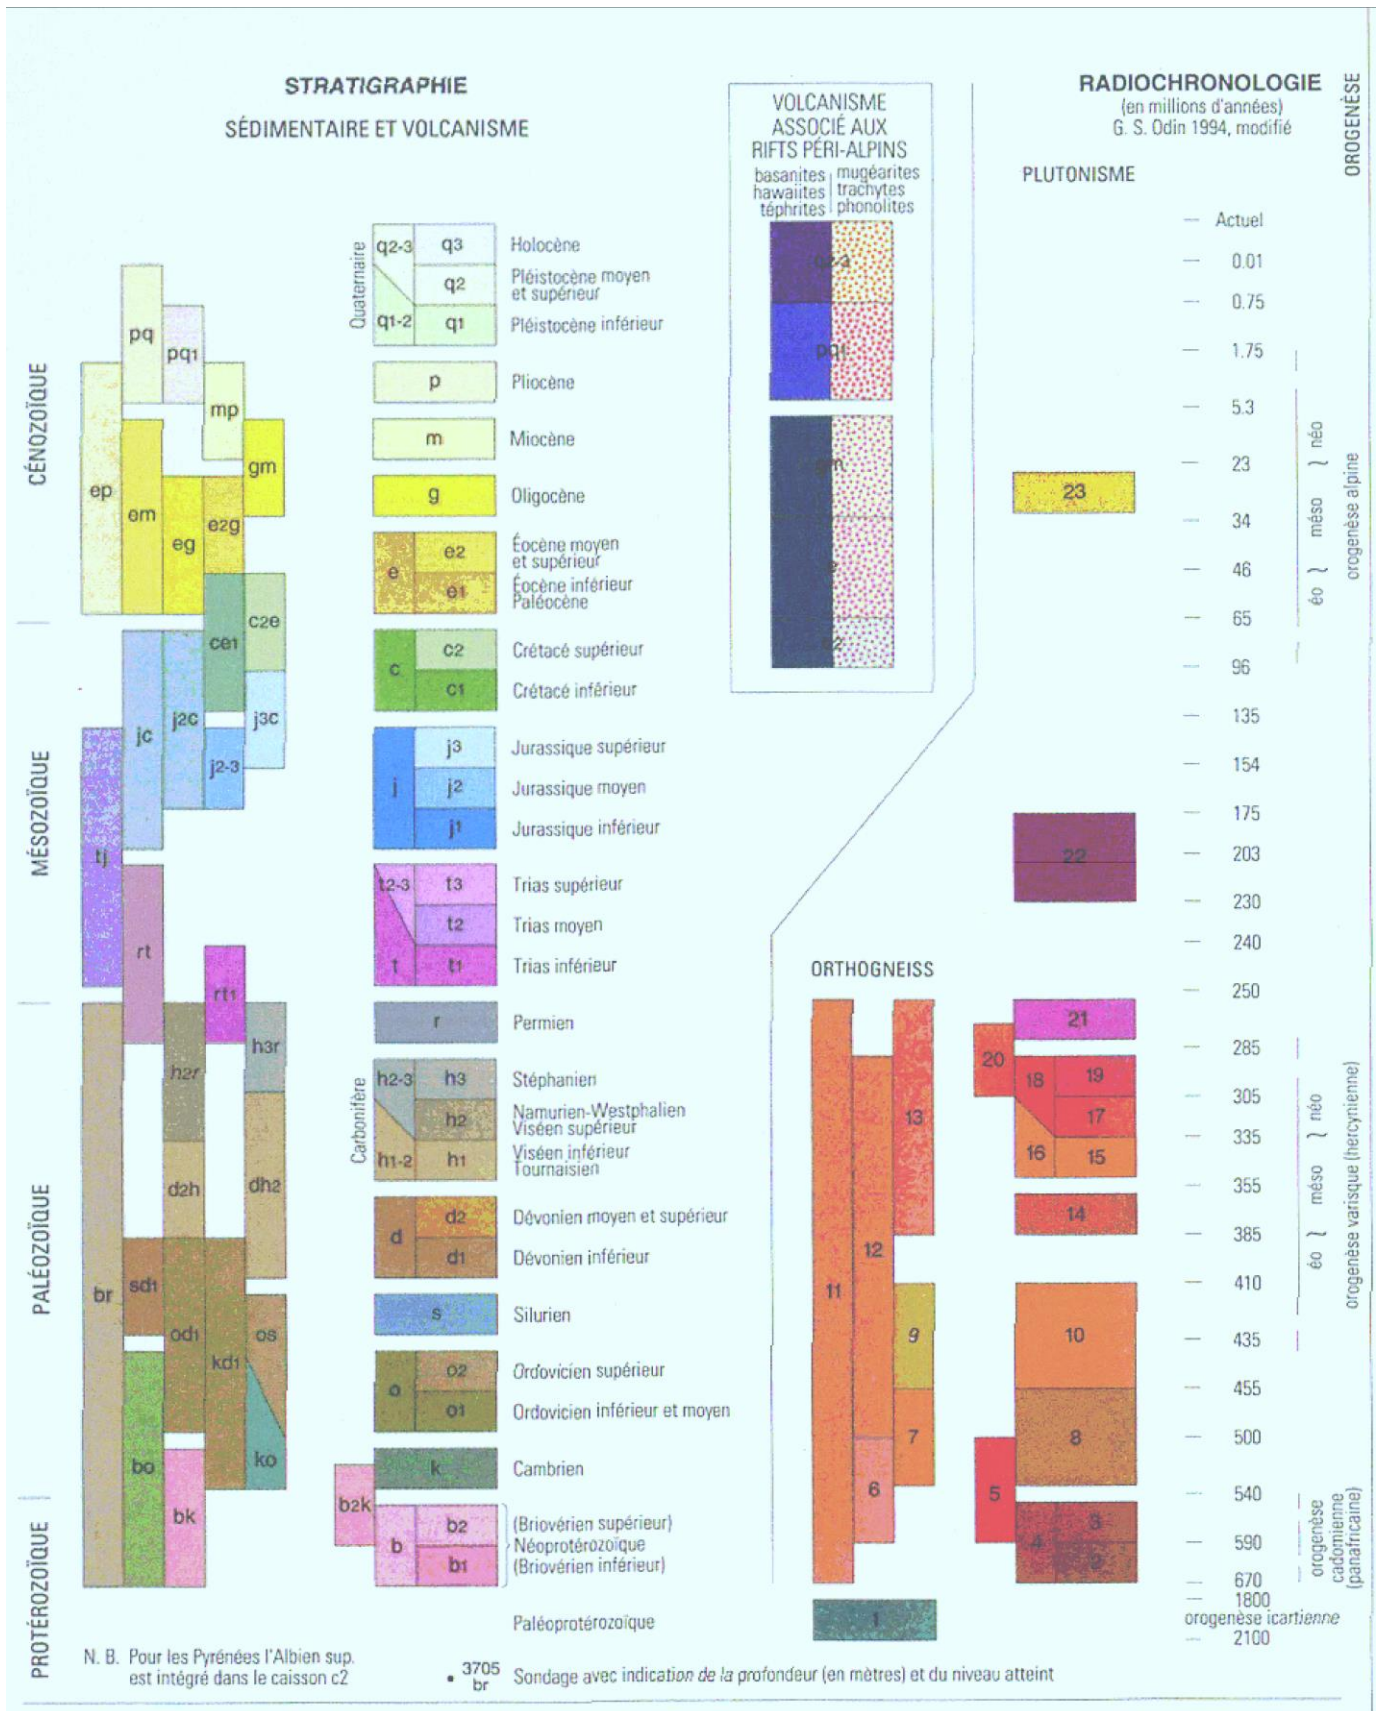 STRATIGRAPHIE
SÉDIMENTAIRE ET VOLCANISME
VOLCANISME
ASSOCIÉ AUX
RIFTS PÉRI-ALPINS
basanites
hawaiites
téphrites
mugéarites
trachytes
phonolites
RADIOCHRONOLOGIE
(en millions d'années)
G. S. Odin 1994, modifié
OROGENÈSE
PLUTONISME
CÉNOZOÏQUE
MÉSOZOÏQUE
PALÉOZOÏQUE
PROTÉROZOÏQUE
pq
pq1
mp
gm
ep
em
eg
e2g
ce1
c2e
jc
j2c
j3c
j2-3
tj
rt
rt1
h2r
h3r
d2h
dh2
br
sd1
od1
kd1
os
ko
bo
bk
b2k
Quaternaire
q2-3
q3
Holocène
q2
Pléistocène moyen
et supérieur
q1-2
q1
Pléistocène inférieur
p
Pliocène
m
Miocène
g
Oligocène
e
e2
Éocène moyen
et supérieur
e1
Éocène inférieur
Paléocène
c
c2
Crétacé supérieur
c1
Crétacé inférieur
j
j3
Jurassique supérieur
j2
Jurassique moyen
j1
Jurassique inférieur
t2-3
t3
Trias supérieur
t2
Trias moyen
t
t1
Trias inférieur
r
Permien
Carbonifère
h2-3
h3
Stéphanien
h2
Namurien-Westphalien
Viséen supérieur
h1-2
h1
Viséen inférieur
Tournaisien
d
d2
Dévonien moyen et supérieur
d1
Dévonien inférieur
s
Silurien
o
o2
Ordovicien supérieur
o1
Ordovicien inférieur et moyen
k
Cambrien
b
b2
(Briovérien supérieur)
Néoprotérozoïque
b1
(Briovérien inférieur)
Paléoprotérozoïque
q2-3
pq1
gm
e
c2
ORTHOGNEISS
11
12
13
9
7
6
1
23
22
21
20
18
19
17
16
15
14
10
8
5
4
3
2
Actuel
0.01
0.75
1.75
5.3
23
34
46
65
96
135
154
175
203
230
240
250
285
305
335
355
385
410
435
455
500
540
590
670
1800
orogenèse icartienne
2100
éo ~ méso ~ néo
orogenèse alpine
éo ~ méso ~ néo
orogenèse varisque (hercynienne)
orogenèse
cadomienne
(panafricaine)
N. B. Pour les Pyrénées l'Albien sup.
est intégré dans le caisson c2
3705
br
Sondage avec indication de la profondeur (en mètres) et du niveau atteint